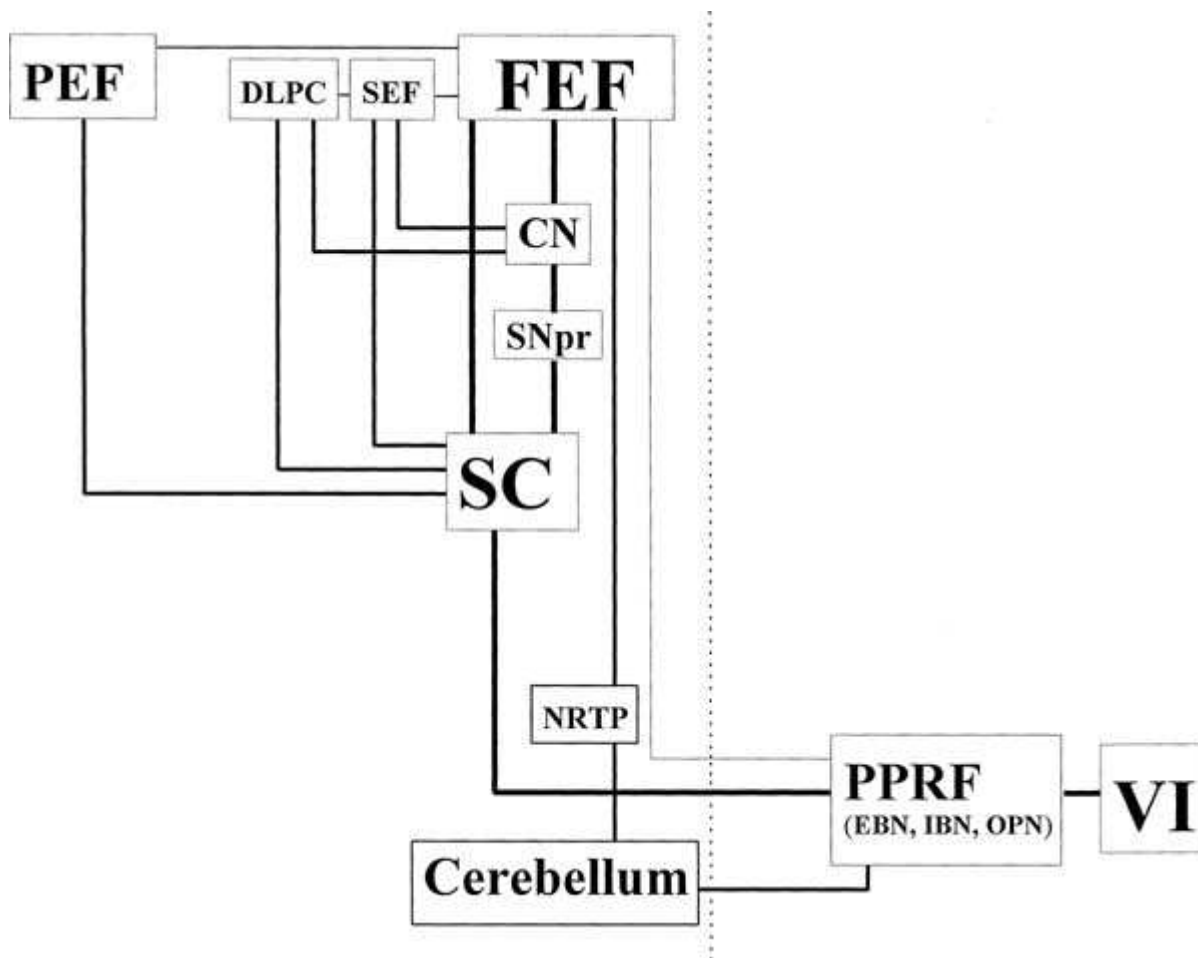 PEF
DLPC
SEF
FEF
CN
SNpr
SC
NRTP
PPRF
(EBN, IBN, OPN)
VI
Cerebellum